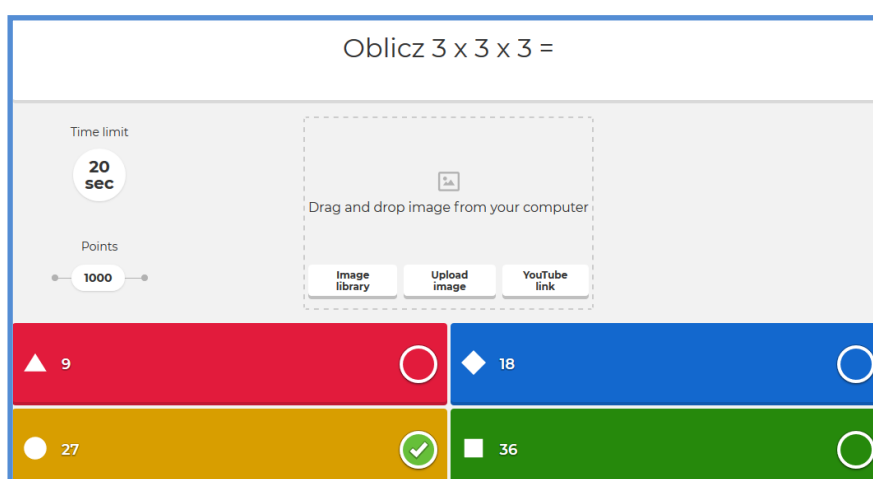 Oblicz 3 x 3 x 3 =
Time limit
20
sec
Points
1000
Drag and drop image from your computer
Image
library
Upload
image
YouTube
link
9
18
27
36